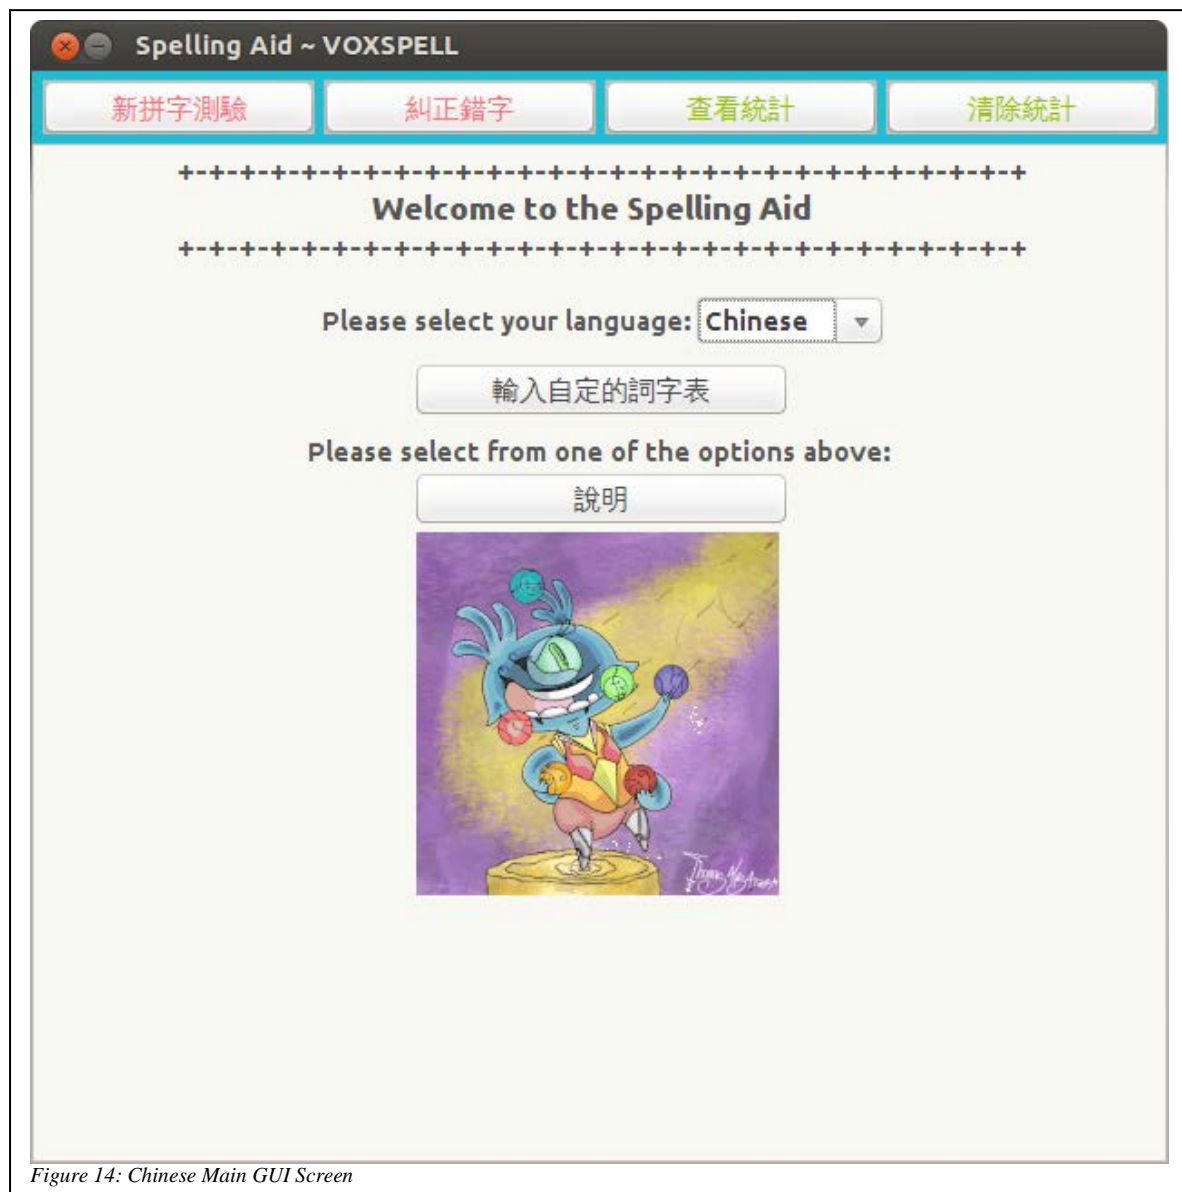 Spelling Aid ~ VOXSPELL
新拼字測驗 糾正錯字 查看統計 清除統計
+-+-+-+-+-+-+-+-+-+-+-+-+-+-+-+-+-+-+-+-+-+-+-+-+-+-+-+
Welcome to the Spelling Aid
+-+-+-+-+-+-+-+-+-+-+-+-+-+-+-+-+-+-+-+-+-+-+-+-+-+-+-+
Please select your language: Chinese
輸入自定的詞字表
Please select from one of the options above:
說明
Figure 14: Chinese Main GUI Screen